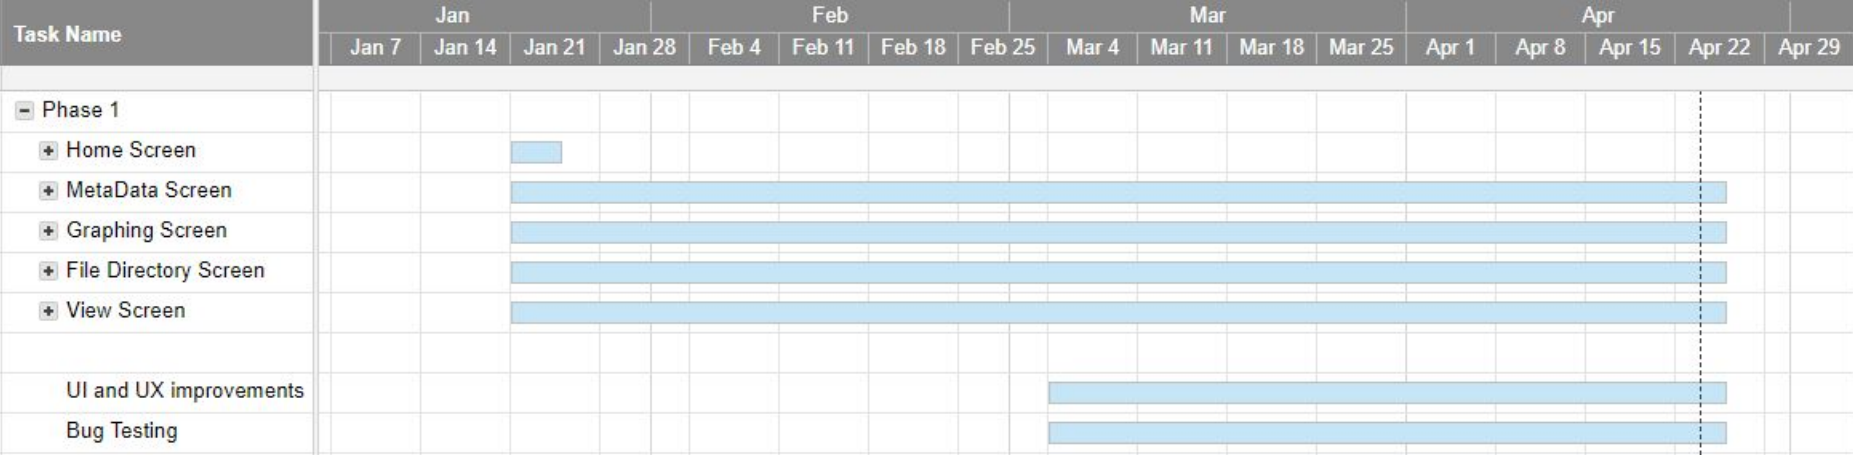 Task Name
Jan Feb Mar Apr
Jan 7 Jan 14 Jan 21 Jan 28 Feb 4 Feb 11 Feb 18 Feb 25 Mar 4 Mar 11 Mar 18 Mar 25 Apr 1 Apr 8 Apr 15 Apr 22 Apr 29
Phase 1
Home Screen
MetaData Screen
Graphing Screen
File Directory Screen
View Screen
UI and UX improvements
Bug Testing